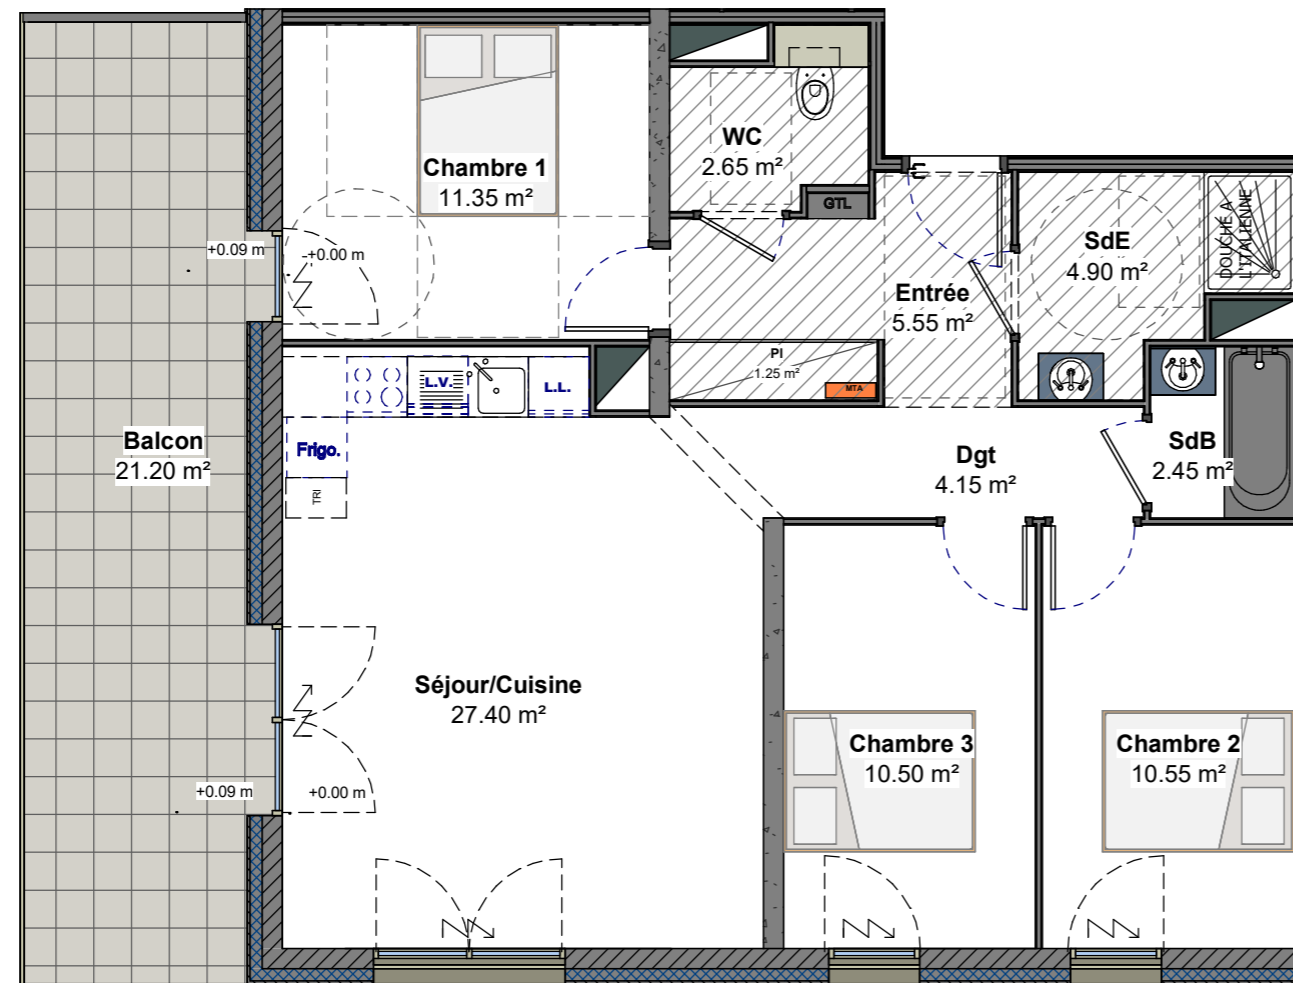 WC
2.65 m²
Chambre 1
11.35 m²
GTL
DOUCHE A
L'ITALIENNE
SdE
4.90 m²
+0.09 m
+0.00 m
Entrée
5.55 m²
Pl
1.25 m²
MTA
L.V.
L.L.
Frigo.
TRI
Balcon
21.20 m²
Dgt
4.15 m²
SdB
2.45 m²
Séjour/Cuisine
27.40 m²
Chambre 3
10.50 m²
Chambre 2
10.55 m²
+0.09 m
+0.00 m